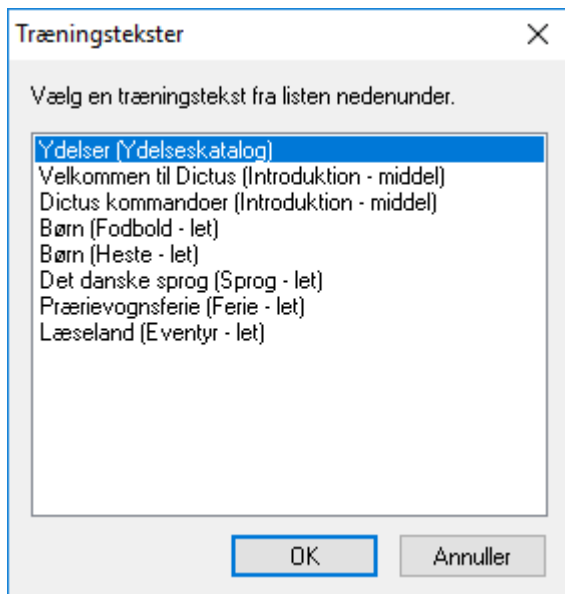 Træningstekster
Vælg en træningstekst fra listen nedenunder.
Ydelser (Ydelseskatalog)
Velkommen til Dictus (Introduktion - middel)
Dictus kommandoer (Introduktion - middel)
Børn (Fodbold - let)
Børn (Heste - let)
Det danske sprog (Sprog - let)
Prærievognsferie (Ferie - let)
Læseland (Eventyr - let)
OK
Annuller